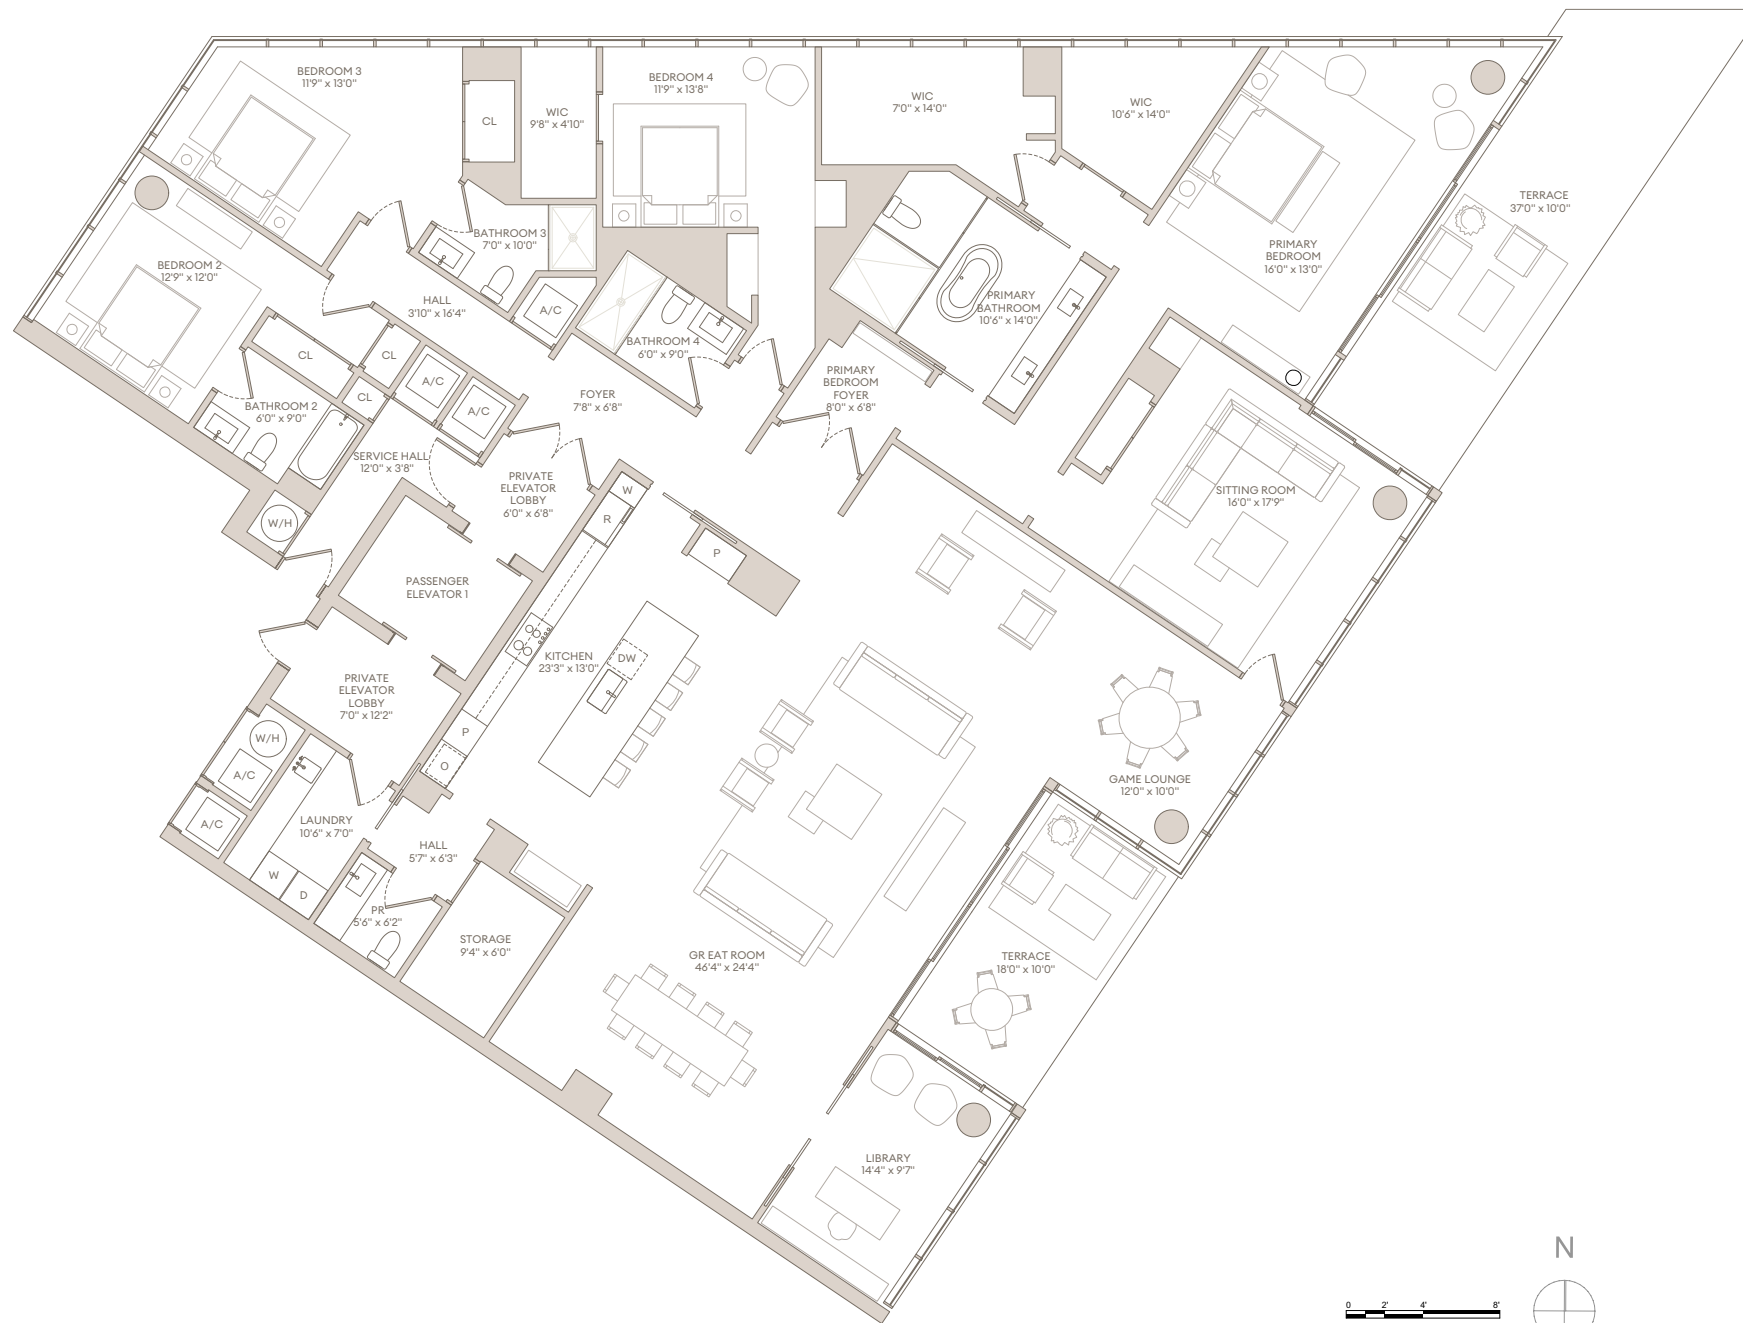 BEDROOM 3
11'9" x 13'0"
CL
WIC
9'8" x 4'10"
BEDROOM 4
11'9" x 13'8"
WIC
7'0" x 14'0"
WIC
10'6" x 14'0"
TERRACE
37'0" x 10'0"
PRIMARY
BEDROOM
16'0" x 13'0"
BATHROOM 3
7'0" x 10'0"
BEDROOM 2
12'9" x 12'0"
HALL
3'10" x 16'4"
A/C
PRIMARY
BATHROOM
10'6" x 14'0"
BATHROOM 4
6'0" x 9'0"
CL
CL
A/C
CL
A/C
FOYER
7'8" x 6'8"
PRIMARY
BEDROOM
FOYER
8'0" x 6'8"
BATHROOM 2
6'0" x 9'0"
SERVICE HALL
12'0" x 3'8"
PRIVATE
ELEVATOR
LOBBY
6'0" x 6'8"
W
R
SITTING ROOM
16'0" x 17'9"
W/H
P
PASSENGER
ELEVATOR 1
KITCHEN
23'3" x 13'0"
DW
PRIVATE
ELEVATOR
LOBBY
7'0" x 12'2"
P
O
W/H
A/C
A/C
GAME LOUNGE
12'0" x 10'0"
LAUNDRY
10'6" x 7'0"
HALL
5'7" x 6'3"
W
D
PR
5'6" x 6'2"
STORAGE
9'4" x 6'0"
GR EAT ROOM
46'4" x 24'4"
TERRACE
18'0" x 10'0"
LIBRARY
14'4" x 9'7"
N
0 2' 4' 8'